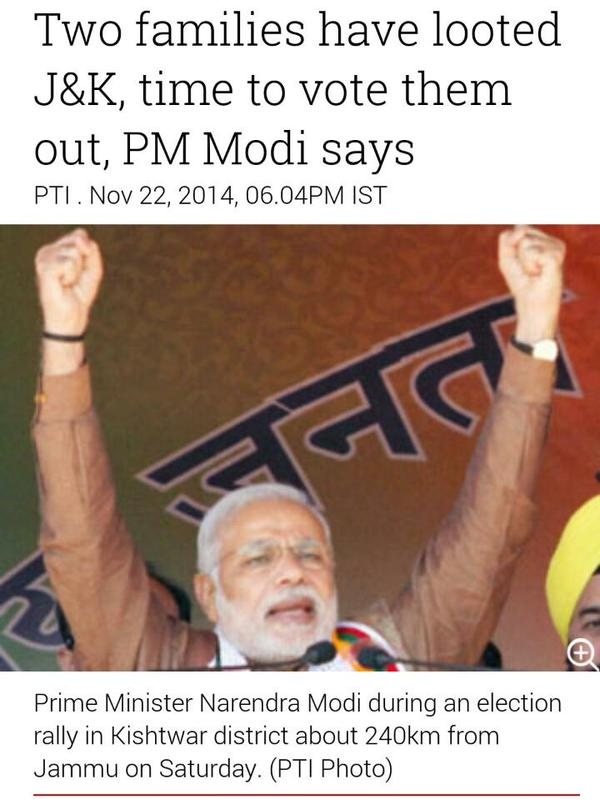 Two families have looted
J&K, time to vote them
out, PM Modi says
PTI . Nov 22, 2014, 06.04PM IST
जनता
Prime Minister Narendra Modi during an election
rally in Kishtwar district about 240km from
Jammu on Saturday. (PTI Photo)